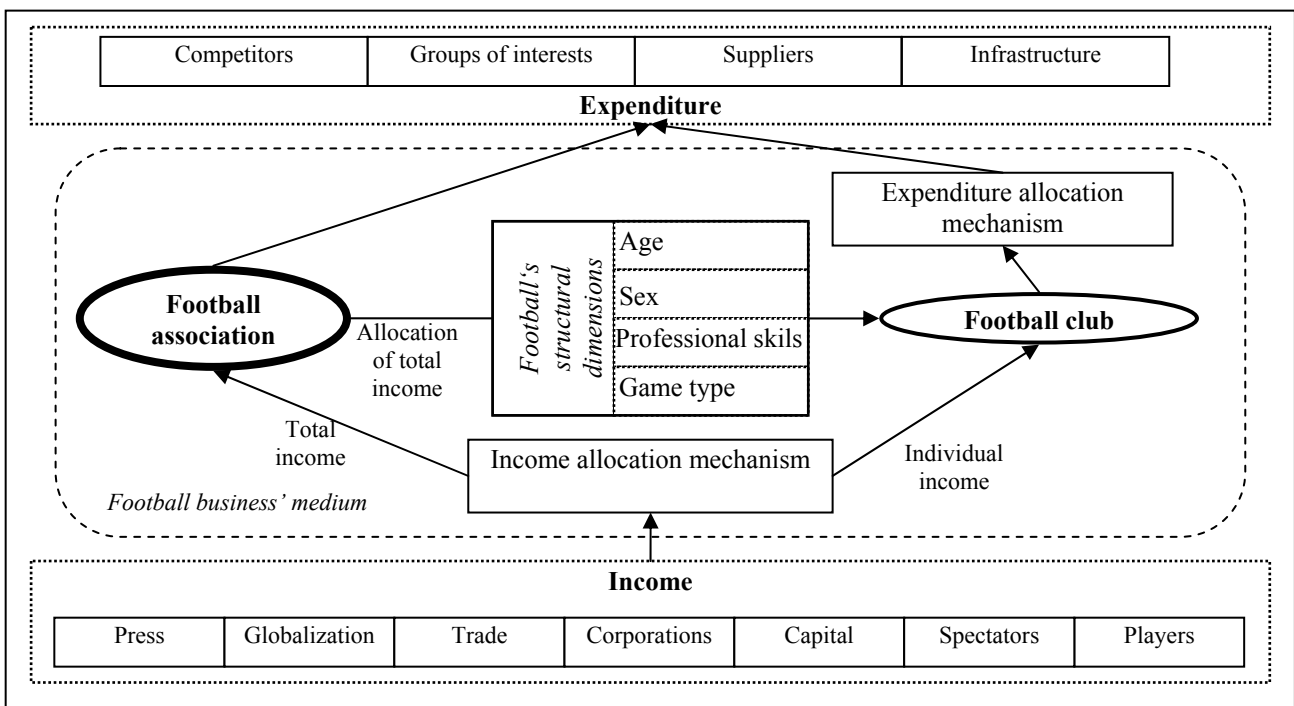 Competitors
Groups of interests
Suppliers
Infrastructure
Expenditure
Expenditure allocation
mechanism
Football‘s
structural
dimensions
Age
Sex
Professional skils
Game type
Football
association
Allocation
of total
income
Football club
Total
income
Income allocation mechanism
Individual
income
Football business’ medium
Income
Press
Globalization
Trade
Corporations
Capital
Spectators
Players